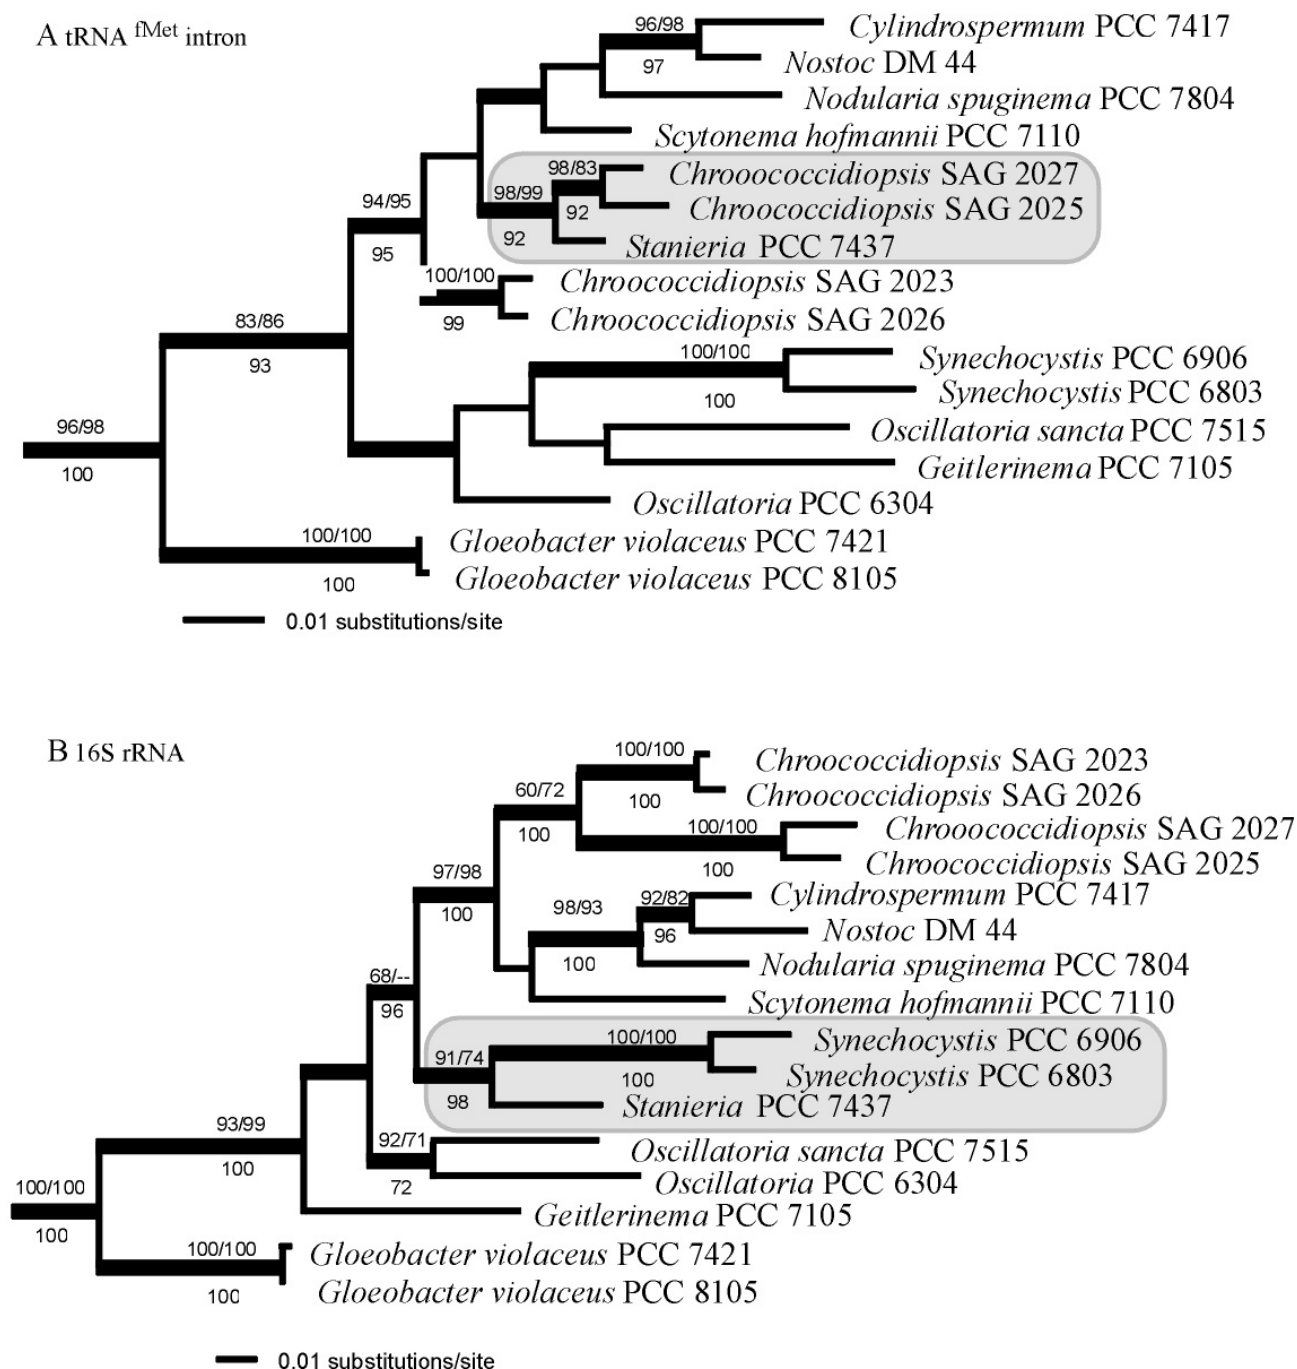 A tRNA fMet intron
96/98
Cylindrospermum PCC 7417
97
Nostoc DM 44
Nodularia spuginema PCC 7804
Scytonema hofmannii PCC 7110
98/83
Chrooococcidiopsis SAG 2027
98/99
94/95
92
Chroococcidiopsis SAG 2025
92
Stanieria PCC 7437
95
100/100
Chroococcidiopsis SAG 2023
99
Chroococcidiopsis SAG 2026
83/86
93
100/100
Synechocystis PCC 6906
100
Synechocystis PCC 6803
96/98
Oscillatoria sancta PCC 7515
100
Geitlerinema PCC 7105
Oscillatoria PCC 6304
100/100
Gloeobacter violaceus PCC 7421
100
Gloeobacter violaceus PCC 8105
0.01 substitutions/site
B 16S rRNA
100/100
Chroococcidiopsis SAG 2023
60/72
100
Chroococcidiopsis SAG 2026
100
100/100
Chrooococcidiopsis SAG 2027
97/98
100
Chroococcidiopsis SAG 2025
92/82
Cylindrospermum PCC 7417
100
98/93
96
Nostoc DM 44
100
Nodularia spuginema PCC 7804
68/--
96
Scytonema hofmannii PCC 7110
100/100
Synechocystis PCC 6906
91/74
100
Synechocystis PCC 6803
98
Stanieria PCC 7437
93/99
92/71
Oscillatoria sancta PCC 7515
100
72
Oscillatoria PCC 6304
100/100
Geitlerinema PCC 7105
100
100/100
Gloeobacter violaceus PCC 7421
100
Gloeobacter violaceus PCC 8105
0.01 substitutions/site